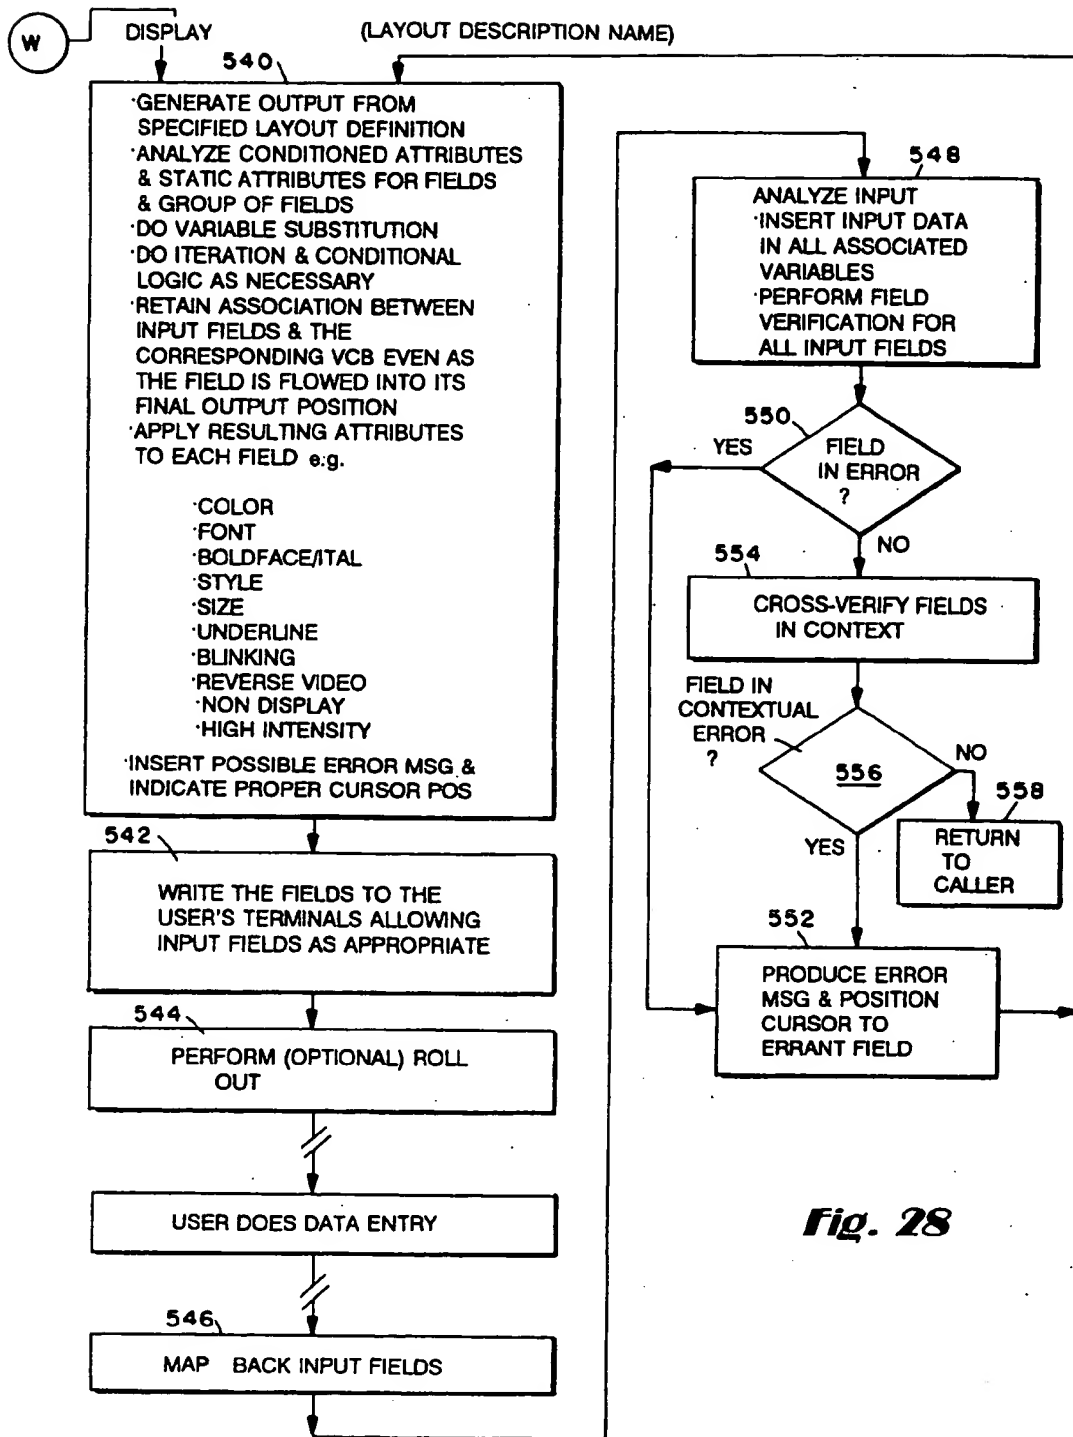 W
DISPLAY
(LAYOUT DESCRIPTION NAME)
540
·GENERATE OUTPUT FROM
SPECIFIED LAYOUT DEFINITION
·ANALYZE CONDITIONED ATTRIBUTES
& STATIC ATTRIBUTES FOR FIELDS
& GROUP OF FIELDS
·DO VARIABLE SUBSTITUTION
·DO ITERATION & CONDITIONAL
LOGIC AS NECESSARY
·RETAIN ASSOCIATION BETWEEN
INPUT FIELDS & THE
CORRESPONDING VCB EVEN AS
THE FIELD IS FLOWED INTO ITS
FINAL OUTPUT POSITION
·APPLY RESULTING ATTRIBUTES
TO EACH FIELD e.g.
·COLOR
·FONT
·BOLDFACE/ITAL
·STYLE
·SIZE
·UNDERLINE
·BLINKING
·REVERSE VIDEO
·NON DISPLAY
·HIGH INTENSITY
·INSERT POSSIBLE ERROR MSG &
INDICATE PROPER CURSOR POS
542
WRITE THE FIELDS TO THE
USER'S TERMINALS ALLOWING
INPUT FIELDS AS APPROPRIATE
544
PERFORM (OPTIONAL) ROLL
OUT
USER DOES DATA ENTRY
546
MAP BACK INPUT FIELDS
548
ANALYZE INPUT
·INSERT INPUT DATA
IN ALL ASSOCIATED
VARIABLES
·PERFORM FIELD
VERIFICATION FOR
ALL INPUT FIELDS
550
YES
FIELD
IN ERROR
?
NO
554
CROSS-VERIFY FIELDS
IN CONTEXT
FIELD IN
CONTEXTUAL
ERROR
?
556
NO
558
RETURN
TO
CALLER
YES
552
PRODUCE ERROR
MSG & POSITION
CURSOR TO
ERRANT FIELD
Fig. 28